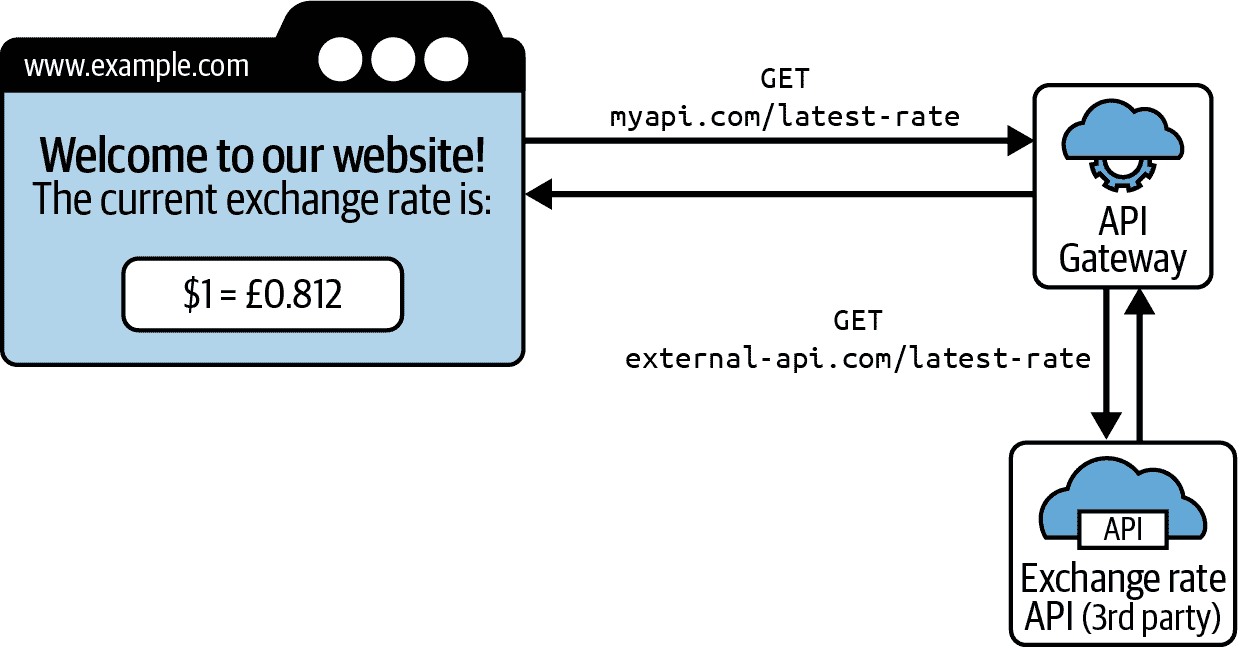 www.example.com
Welcome to our website!
The current exchange rate is:
$1 = £0.812
GET
myapi.com/latest-rate
API
Gateway
GET
external-api.com/latest-rate
API
Exchange rate
API (3rd party)